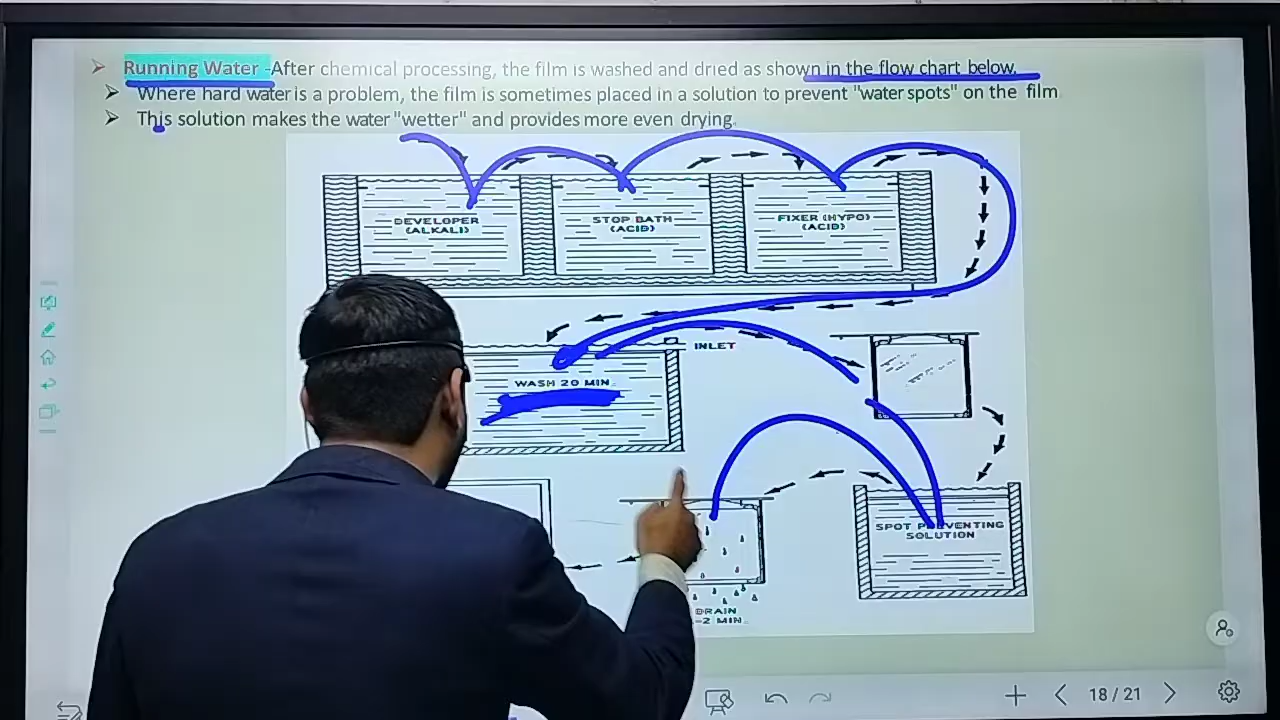 Running Water -After chemical processing, the film is washed and dried as shown in the flow chart below.
Where hard water is a problem, the film is sometimes placed in a solution to prevent "water spots" on the film
This solution makes the water "wetter" and provides more even drying.
DEVELOPER
(ALKALI)
STOP BATH
(ACID)
FIXER (HYPO)
(ACID)
INLET
WASH 20 MIN.
SPOT PREVENTING
SOLUTION
DRAIN
-2 MIN.
18 / 21